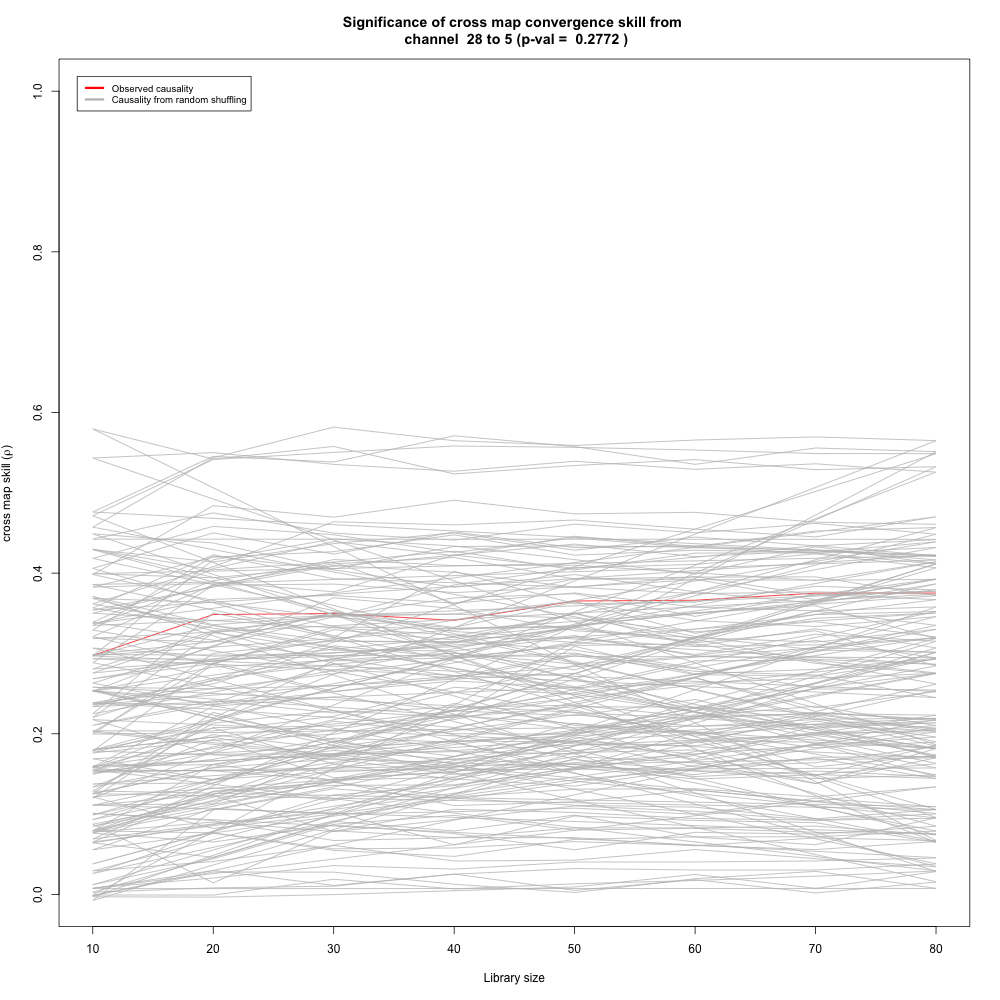 Significance of cross map convergence skill from
channel  28 to 5 (p-val =  0.2772 )
Observed causality
Causality from random shuffling
1.0
0.8
0.6
0.4
0.2
0.0
cross map skill (ρ)
10 20 30 40 50 60 70 80
Library size